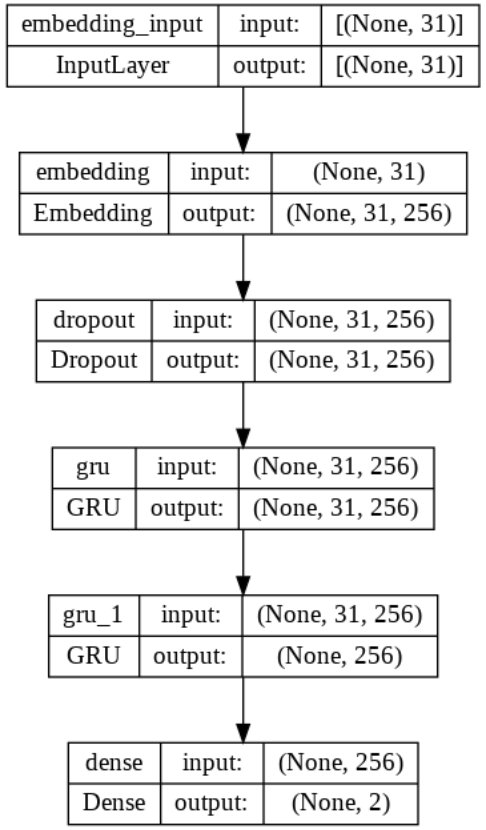 embedding_input input: [(None, 31)]
InputLayer output: [(None, 31)]
embedding input: (None, 31)
Embedding output: (None, 31, 256)
dropout input: (None, 31, 256)
Dropout output: (None, 31, 256)
gru input: (None, 31, 256)
GRU output: (None, 31, 256)
gru_1 input: (None, 31, 256)
GRU output: (None, 256)
dense input: (None, 256)
Dense output: (None, 2)